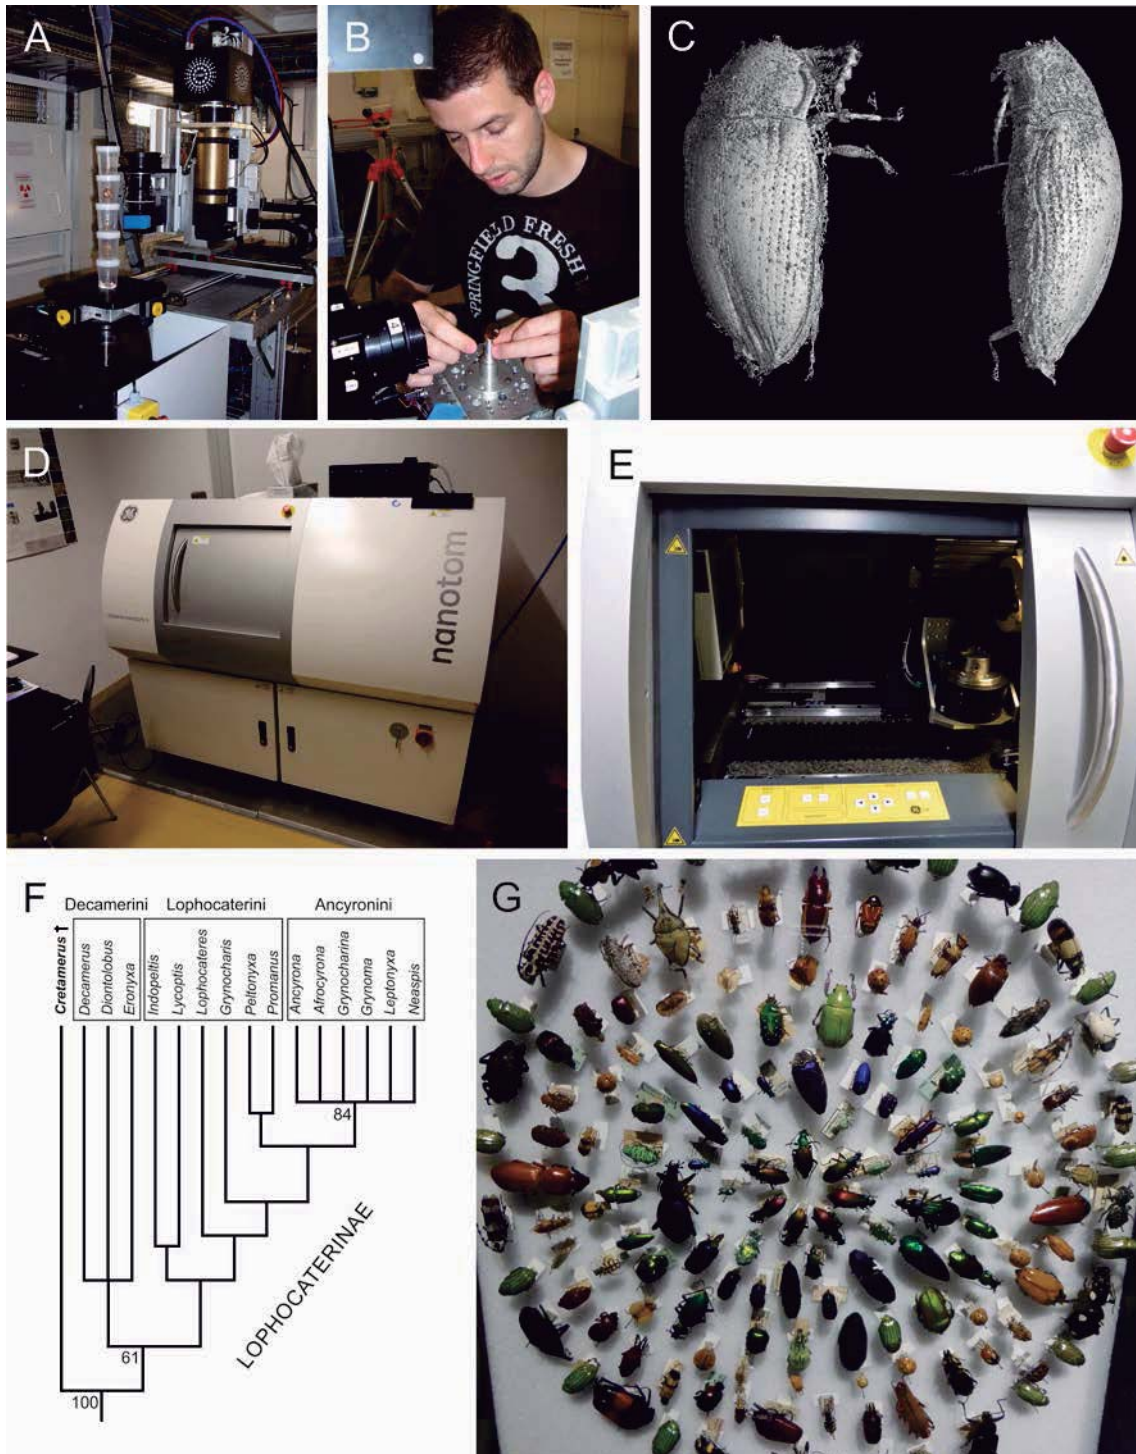 A
B
C
SPRINGFIELD FRESH
3
D
nanotom
E
F
Decamerini
Lophocaterini
Ancyronini
Cretamerus†
Decamerus
Diontolobus
Eronyxa
Indopeltis
Lycoptis
Lophocateres
Grynocharis
Peltonyxa
Promanus
Ancyrona
Afrocyrona
Grynocharina
Grynoma
Leptonyxa
Neaspis
84
61
100
LOPHOCATERINAE
G